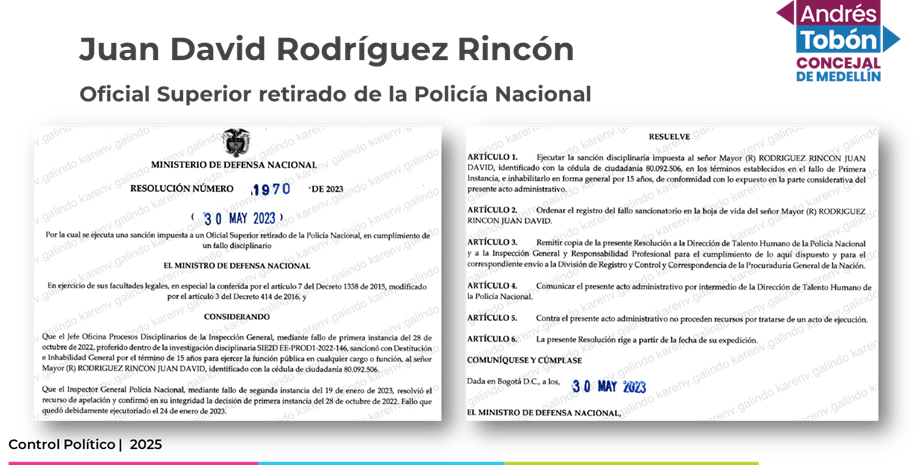 Juan David Rodríguez Rincón
Oficial Superior retirado de la Policía Nacional
Andrés
Tobón
CONCEJAL
DE MEDELLÍN
MINISTERIO DE DEFENSA NACIONAL
RESOLUCIÓN NÚMERO 1970 DE 2023
( 30 MAY 2023 )
Por la cual se ejecuta una sanción impuesta a un Oficial Superior retirado de la Policía Nacional, en cumplimiento de
un fallo disciplinario
EL MINISTRO DE DEFENSA NACIONAL
En ejercicio de sus facultades legales, en especial la conferida por el artículo 7 del Decreto 1338 de 2015, modificado
por el artículo 3 del Decreto 414 de 2016, y
CONSIDERANDO
Que el Jefe Oficina Procesos Disciplinarios de la Inspección General, mediante fallo de primera instancia del 28 de
octubre de 2022, proferido dentro de la investigación disciplinaria SIE2D EE-PROD1-2022-146, sancionó con Destitución
e Inhabilidad General por el término de 15 años para ejercer la función pública en cualquier cargo o función, al señor
Mayor (R) RODRIGUEZ RINCON JUAN DAVID, identificado con la cédula de ciudadanía 80.092.506.
Que el Inspector General Policía Nacional, mediante fallo de segunda instancia del 19 de enero de 2023, resolvió el
recurso de apelación y confirmó en su integridad la decisión de primera instancia del 28 de octubre de 2022. Fallo que
quedó debidamente ejecutoriado el 24 de enero de 2023.
RESUELVE
ARTÍCULO 1. Ejecutar la sanción disciplinaria impuesta al señor Mayor (R) RODRIGUEZ RINCON JUAN
DAVID, identificado con la cédula de ciudadanía 80.092.506, en los términos establecidos en el fallo de Primera
Instancia, e inhabilitarlo en forma general por 15 años, de conformidad con lo expuesto en la parte considerativa del
presente acto administrativo.
ARTÍCULO 2. Ordenar el registro del fallo sancionatorio en la hoja de vida del señor Mayor (R) RODRIGUEZ
RINCON JUAN DAVID.
ARTÍCULO 3. Remitir copia de la presente Resolución a la Dirección de Talento Humano de la Policía Nacional
y a la Inspección General y Responsabilidad Profesional para el cumplimiento de lo aquí dispuesto y para el
correspondiente envío a la División de Registro y Control y Correspondencia de la Procuraduría General de la Nación.
ARTÍCULO 4. Comunicar el presente acto administrativo por intermedio de la Dirección de Talento Humano de
la Policía Nacional.
ARTÍCULO 5. Contra el presente acto administrativo no proceden recursos por tratarse de un acto de ejecución.
ARTÍCULO 6. La presente Resolución rige a partir de la fecha de su expedición.
COMUNÍQUESE Y CÚMPLASE
Dada en Bogotá D.C., a los, 30 MAY 2023
EL MINISTRO DE DEFENSA NACIONAL,
Control Político | 2025